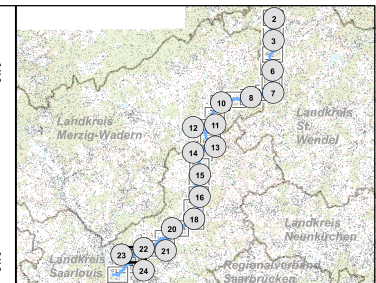 2
3
6
7
8
10
11
12
13
14
15
16
18
20
21
22
23
24
Landkreis
Merzig-Wadern
Landkreis
St.
Wendel
Landkreis
Neunkirchen
Landkreis
Saarlouis
Regionalverband
Saarbrücken